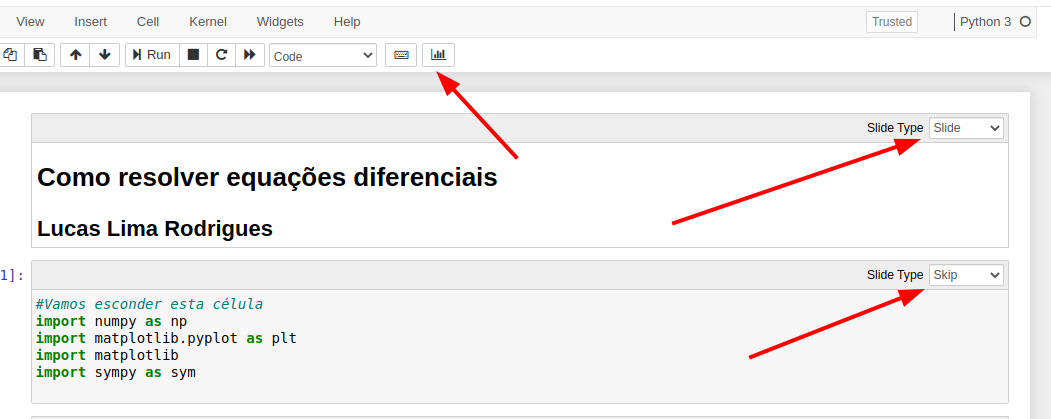 View Insert Cell Kernel Widgets Help Trusted Python 3
Run Code
Slide Type Slide
Como resolver equações diferenciais
Lucas Lima Rodrigues
1]:
Slide Type Skip
#Vamos esconder esta célula
import numpy as np
import matplotlib.pyplot as plt
import matplotlib
import sympy as sym